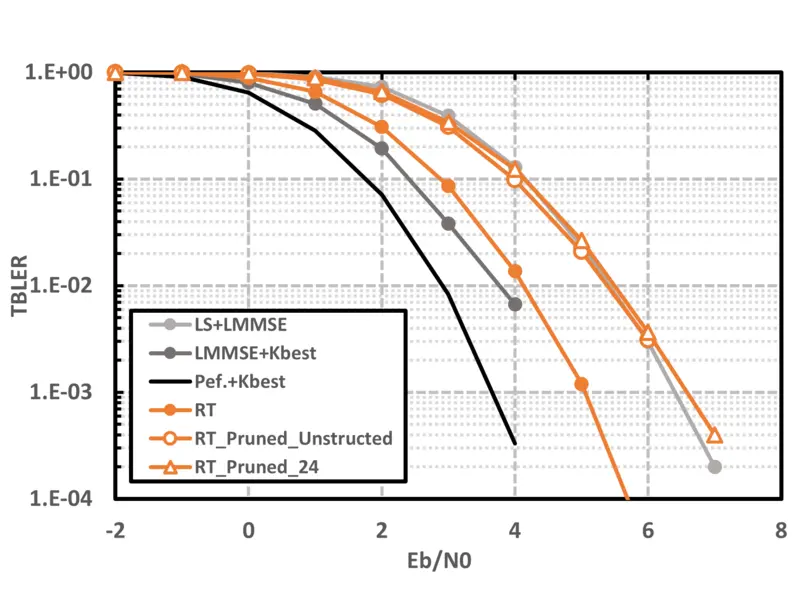 1.E+00
1.E-01
1.E-02
1.E-03
1.E-04
TBLER
LS+LMMSE
LMMSE+Kbest
Pef.+Kbest
RT
RT_Pruned_Unstructed
RT_Pruned_24
-2 0 2 4 6 8
Eb/N0